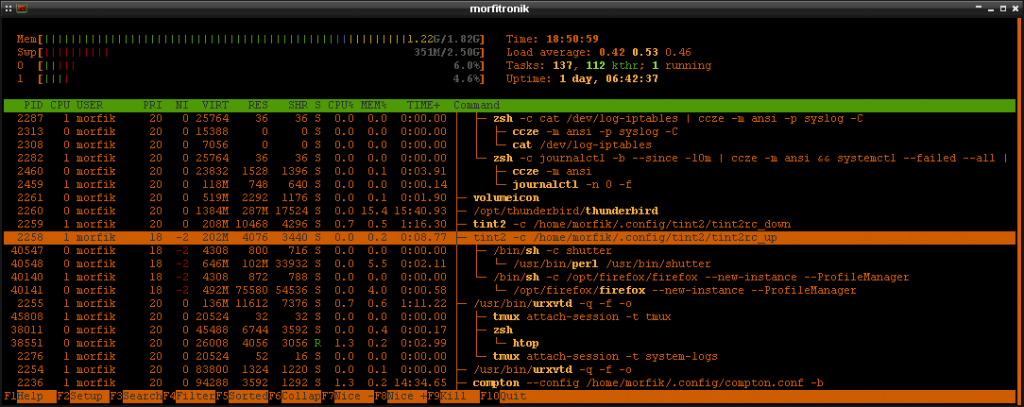 morfitronik
Mem[1.22G/1.82G] Time: 18:50:59
Swp[351M/2.50G] Load average: 0.42 0.53 0.46
0 [6.0%] Tasks: 137, 112 kthr; 1 running
1 [4.6%] Uptime: 1 day, 06:42:37
PID CPU USER PRI NI VIRT RES SHR S CPU% MEM% TIME+ Command
2287 1 morfik 20 0 25764 36 36 S 0.0 0.0 0:00.00 zsh -c cat /dev/log-iptables | ccze -m ansi -p syslog -C
2313 0 morfik 20 0 15388 0 0 S 0.0 0.0 0:00.00 ccze -m ansi -p syslog -C
2308 0 morfik 20 0 7056 0 0 S 0.0 0.0 0:00.00 cat /dev/log-iptables
2282 1 morfik 20 0 25764 36 36 S 0.0 0.0 0:00.00 zsh -c journalctl -b --since -10m | ccze -m ansi && systemctl --failed --all |
2460 0 morfik 20 0 23832 1528 1396 S 0.0 0.1 0:03.91 ccze -m ansi
2459 0 morfik 20 0 118M 748 640 S 0.0 0.0 0:00.14 journalctl -n 0 -f
2261 0 morfik 20 0 519M 2292 1176 S 0.0 0.1 0:01.90 volumeicon
2260 0 morfik 20 0 1384M 287M 17524 S 0.0 15.4 15:40.93 /opt/thunderbird/thunderbird
2259 0 morfik 20 0 208M 10468 4296 S 0.7 0.5 1:16.30 tint2 -c /home/morfik/.config/tint2/tint2rc_down
2258 1 morfik 18 -2 202M 4076 3440 S 0.0 0.2 0:08.77 tint2 -c /home/morfik/.config/tint2/tint2rc_up
40547 0 morfik 18 -2 4308 800 716 S 0.0 0.0 0:00.00 /bin/sh -c shutter
40548 0 morfik 18 -2 646M 102M 33932 S 0.0 5.5 0:02.11 /usr/bin/perl /usr/bin/shutter
40140 1 morfik 18 -2 4308 872 788 S 0.0 0.0 0:00.00 /bin/sh -c /opt/firefox/firefox --new-instance --ProfileManager
40141 0 morfik 18 -2 492M 75580 54536 S 0.0 4.0 0:00.58 /opt/firefox/firefox --new-instance --ProfileManager
2255 1 morfik 20 0 136M 11612 7376 S 0.7 0.6 1:11.22 /usr/bin/urxvtd -q -f -o
45808 1 morfik 20 0 20524 32 32 S 0.0 0.0 0:00.00 tmux attach-session -t tmux
38011 0 morfik 20 0 45488 6744 3592 S 0.0 0.4 0:00.17 zsh
38551 0 morfik 20 0 26008 4056 3056 R 1.3 0.2 0:02.99 htop
2276 1 morfik 20 0 20524 52 16 S 0.0 0.0 0:00.00 tmux attach-session -t system-logs
2254 0 morfik 20 0 83800 1324 1220 S 0.0 0.1 0:00.00 /usr/bin/urxvtd -q -f -o
2236 0 morfik 20 0 94288 3592 1292 S 1.3 0.2 14:34.65 compton --config /home/morfik/.config/compton.conf -b
F1Help F2Setup F3SearchF4FilterF5SortedF6CollapF7Nice -F8Nice +F9Kill F10Quit